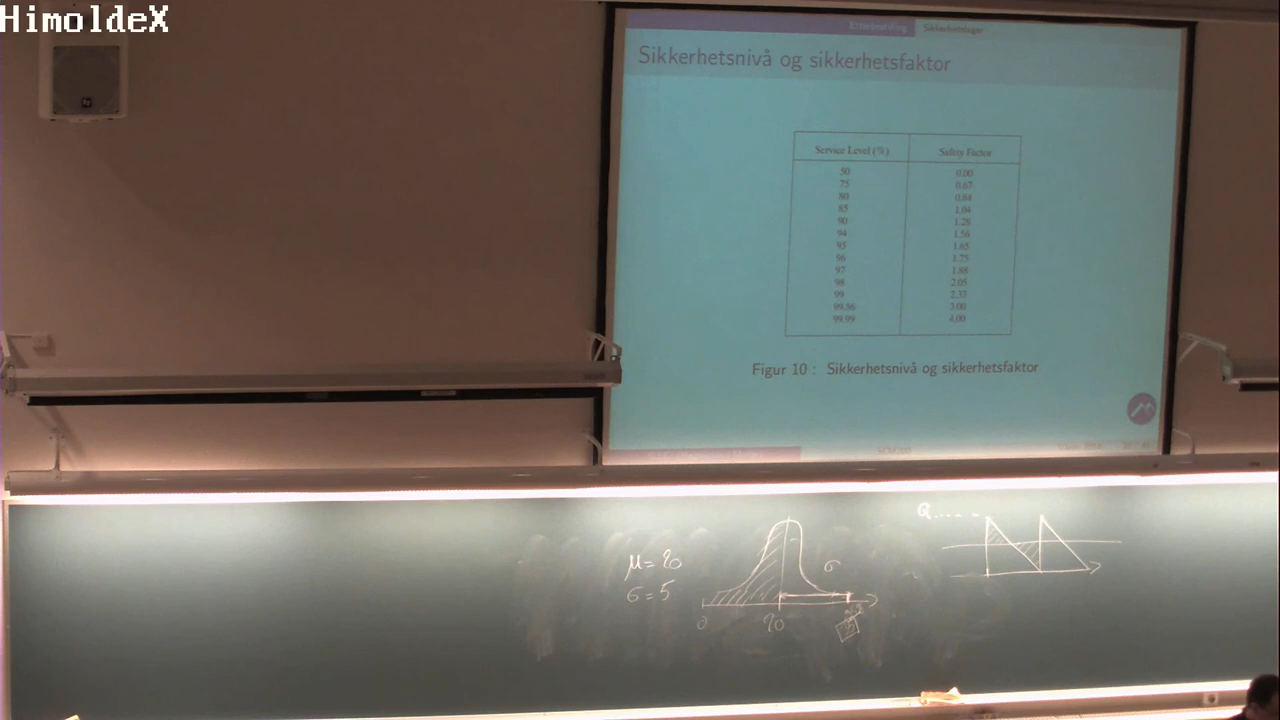 HimoldeX
Sikkerhetslager
Sikkerhetsnivå og sikkerhetsfaktor
Service Level (%) Safety Factor
50 0.00
75 0.67
80 0.84
85 1.04
90 1.28
94 1.56
95 1.65
96 1.75
97 1.88
98 2.05
99 2.33
99.86 3.00
99.99 4.00
Figur 10 : Sikkerhetsnivå og sikkerhetsfaktor
Q
σ
σ = 5
0